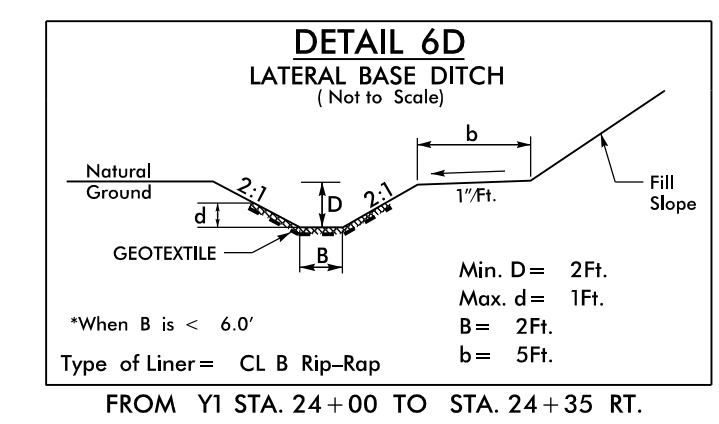 DETAIL 6D
LATERAL BASE DITCH
( Not to Scale)
b
Natural
Ground
2:1
D
2:1
1"/Ft.
Fill
Slope
d
GEOTEXTILE
B
Min. D= 2Ft.
Max. d= 1Ft.
*When B is < 6.0'
B= 2Ft.
Type of Liner= CL B Rip-Rap
b= 5Ft.
FROM Y1 STA. 24+00 TO STA. 24+35 RT.